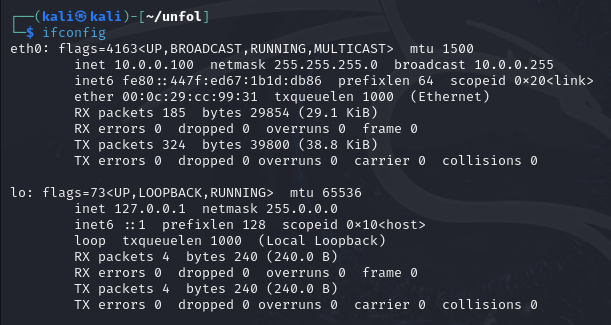 ┌──(kali㉿kali)-[~/unfol]
└─$ ifconfig
eth0: flags=4163<UP,BROADCAST,RUNNING,MULTICAST>  mtu 1500
        inet 10.0.0.100  netmask 255.255.255.0  broadcast 10.0.0.255
        inet6 fe80::447f:ed67:1b1d:db86  prefixlen 64  scopeid 0x20<link>
        ether 00:0c:29:cc:99:31  txqueuelen 1000  (Ethernet)
        RX packets 185  bytes 29854 (29.1 KiB)
        RX errors 0  dropped 0  overruns 0  frame 0
        TX packets 324  bytes 39800 (38.8 KiB)
        TX errors 0  dropped 0 overruns 0  carrier 0  collisions 0

lo: flags=73<UP,LOOPBACK,RUNNING>  mtu 65536
        inet 127.0.0.1  netmask 255.0.0.0
        inet6 ::1  prefixlen 128  scopeid 0x10<host>
        loop  txqueuelen 1000  (Local Loopback)
        RX packets 4  bytes 240 (240.0 B)
        RX errors 0  dropped 0  overruns 0  frame 0
        TX packets 4  bytes 240 (240.0 B)
        TX errors 0  dropped 0 overruns 0  carrier 0  collisions 0